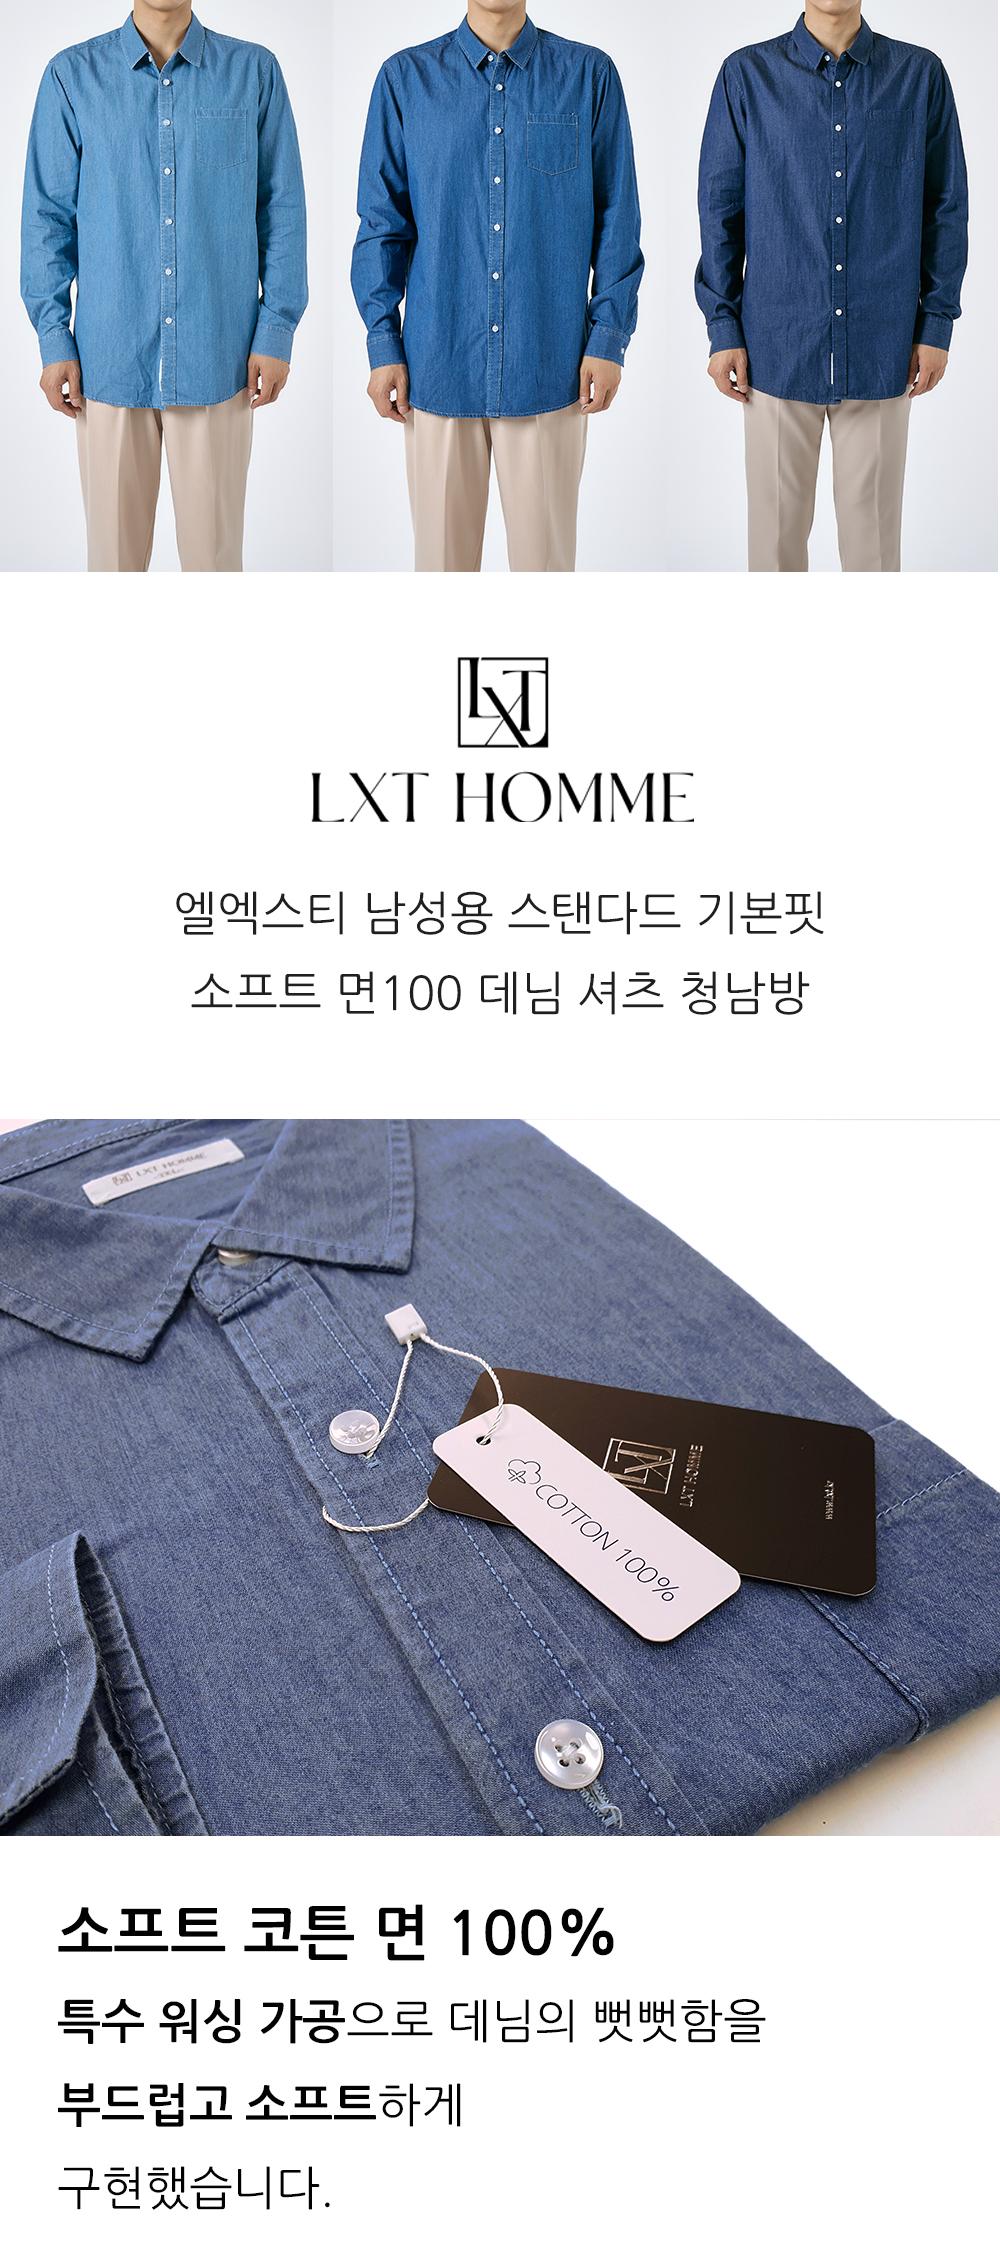 LXT
LXT HOMME
엘엑스티 남성용 스탠다드 기본핏
소프트 면100 데님 셔츠 청남방
LXT HOMME
LXT HOMME
COTTON 100%
소프트 코튼 면 100%
특수 워싱 가공으로 데님의 뻣뻣함을
부드럽고 소프트하게
구현했습니다.